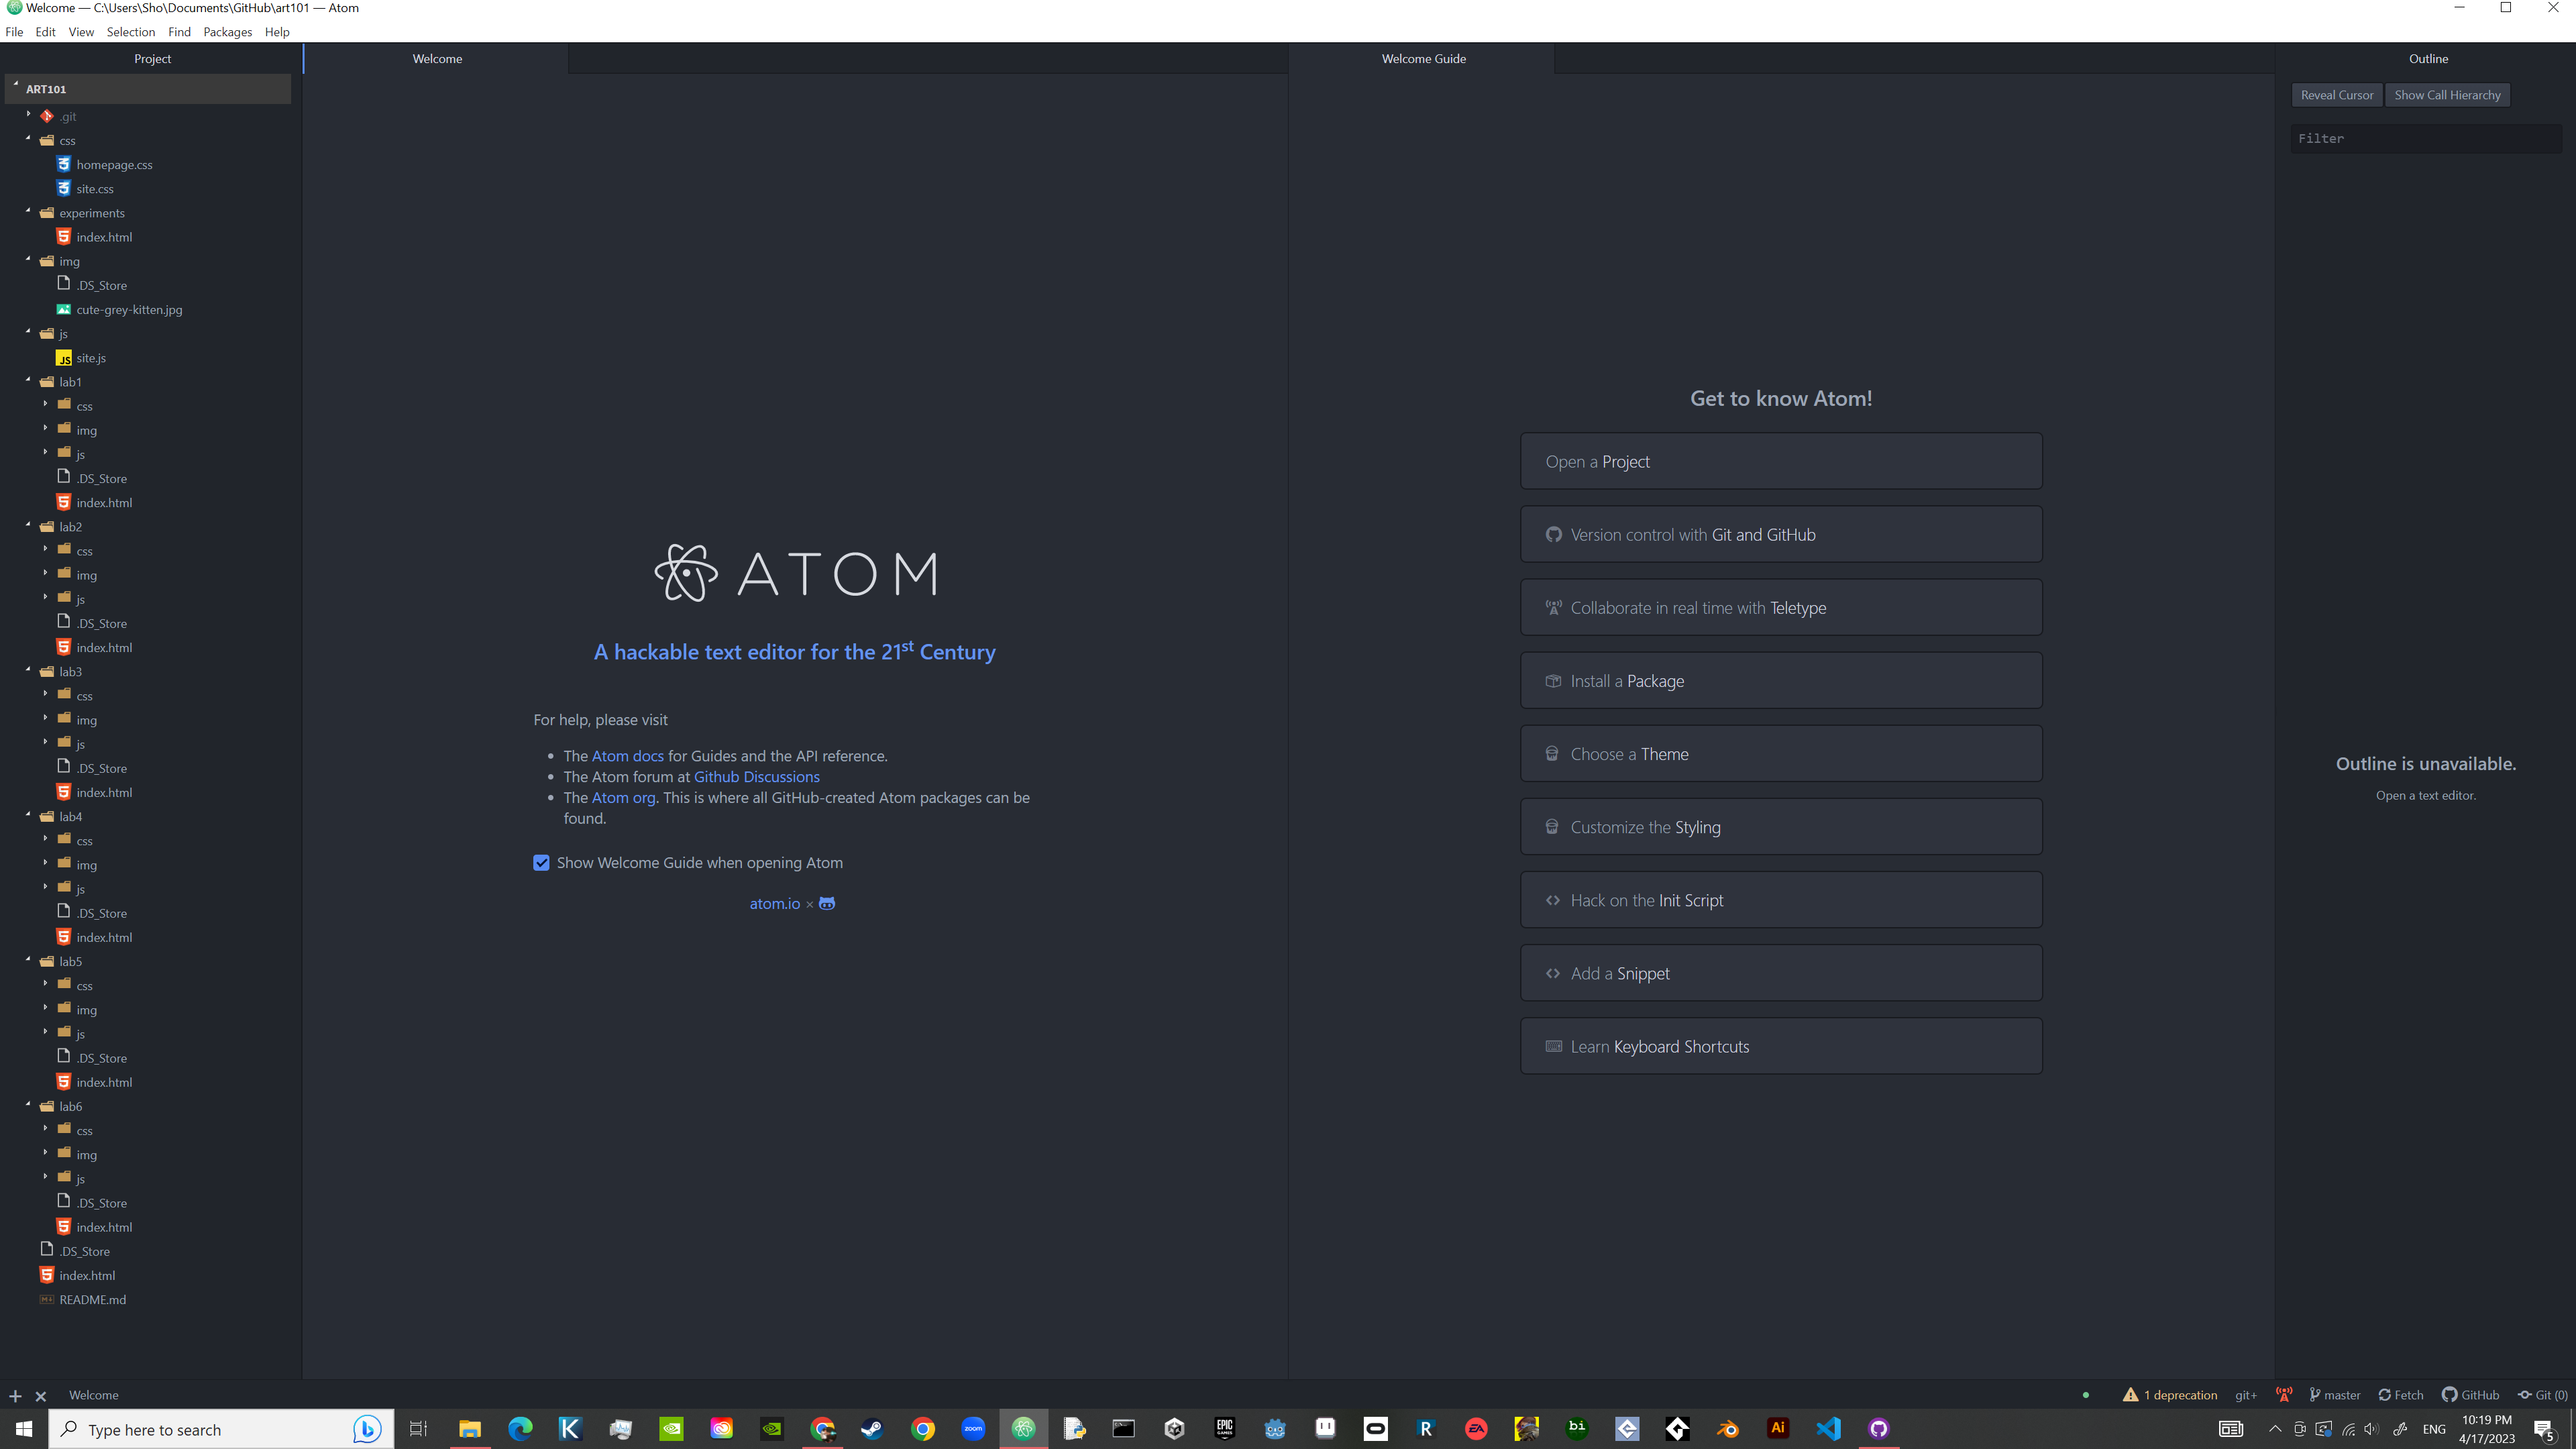 Welcome — C:\Users\Sho\Documents\GitHub\art101 — Atom
File Edit View Selection Find Packages Help
Project
ART101
.git
css
homepage.css
site.css
experiments
index.html
img
.DS_Store
cute-grey-kitten.jpg
js
site.js
lab1
css
img
js
.DS_Store
index.html
lab2
css
img
js
.DS_Store
index.html
lab3
css
img
js
.DS_Store
index.html
lab4
css
img
js
.DS_Store
index.html
lab5
css
img
js
.DS_Store
index.html
lab6
css
img
js
.DS_Store
index.html
.DS_Store
index.html
README.md
Welcome
ATOM
A hackable text editor for the 21st Century
For help, please visit
The Atom docs for Guides and the API reference.
The Atom forum at Github Discussions
The Atom org. This is where all GitHub-created Atom packages can be
found.
Show Welcome Guide when opening Atom
atom.io ×
Welcome Guide
Get to know Atom!
Open a Project
Version control with Git and GitHub
Collaborate in real time with Teletype
Install a Package
Choose a Theme
Customize the Styling
Hack on the Init Script
Add a Snippet
Learn Keyboard Shortcuts
Outline
Reveal Cursor Show Call Hierarchy
Filter
Outline is unavailable.
Open a text editor.
Welcome
1 deprecation git+ master Fetch GitHub Git (0)
Type here to search
zoom
EPIC GAMES
R
EA
bi
Ai
ENG
10:19 PM
4/17/2023
5